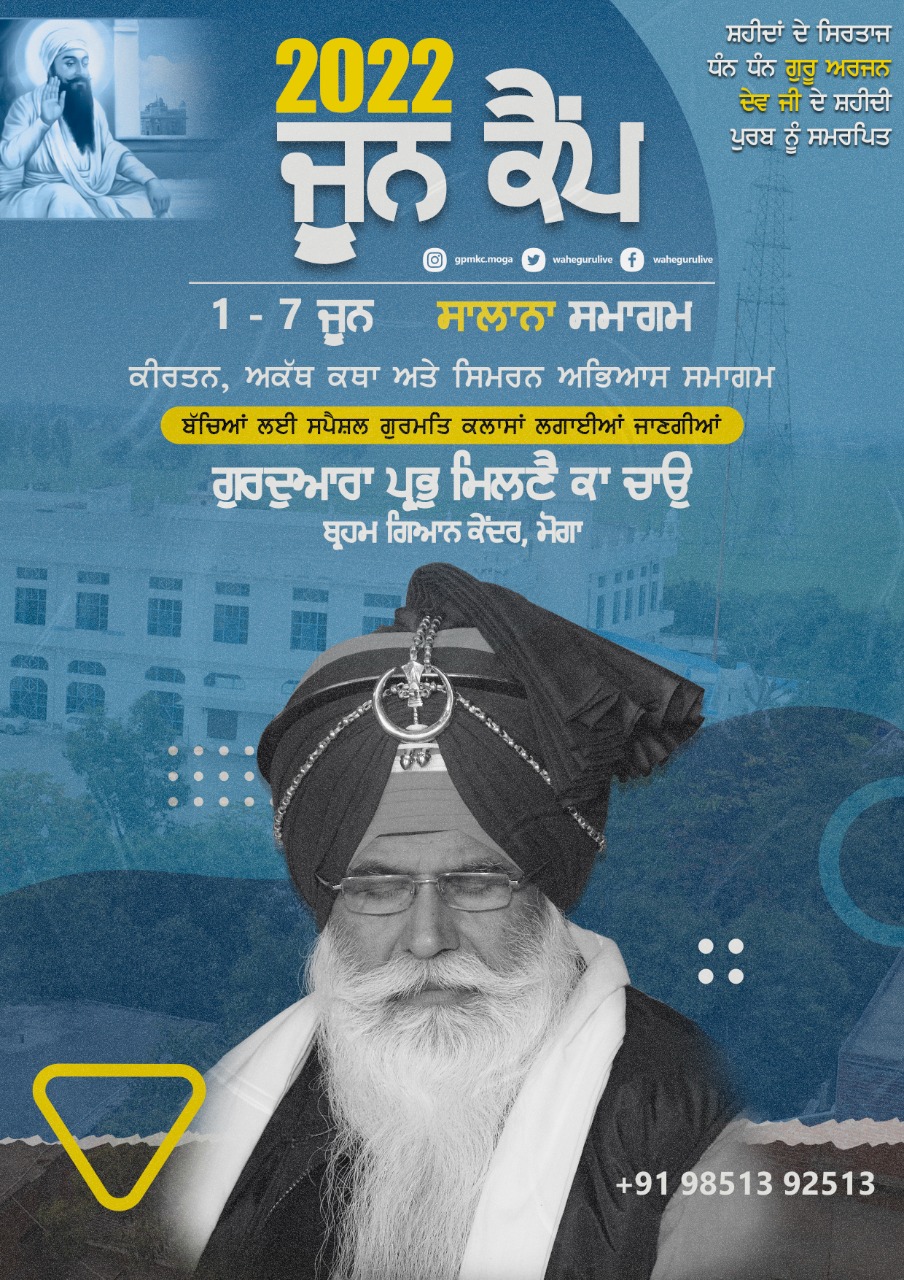 ਸ਼ਹੀਦਾਂ ਦੇ ਸਿਰਤਾਜ
ਧੰਨ ਧੰਨ ਗੁਰੂ ਅਰਜਨ
ਦੇਵ ਜੀ ਦੇ ਸ਼ਹੀਦੀ
ਪੁਰਬ ਨੂੰ ਸਮਰਪਿਤ
2022
ਜੂਨ ਕੈਂਪ
gpmkc.moga wahegurulive wahegurulive
1 - 7 ਜੂਨ ਸਾਲਾਨਾ ਸਮਾਗਮ
ਕੀਰਤਨ, ਅਕੱਥ ਕਥਾ ਅਤੇ ਸਿਮਰਨ ਅਭਿਆਸ ਸਮਾਗਮ
ਬੱਚਿਆਂ ਲਈ ਸਪੈਸ਼ਲ ਗੁਰਮਤਿ ਕਲਾਸਾਂ ਲਗਾਈਆਂ ਜਾਣਗੀਆਂ
ਗੁਰਦੁਆਰਾ ਪ੍ਰਭੁ ਮਿਲਣੈ ਕਾ ਚਾਉ
ਬ੍ਰਹਮ ਗਿਆਨ ਕੇਂਦਰ, ਮੋਗਾ
+91 98513 92513